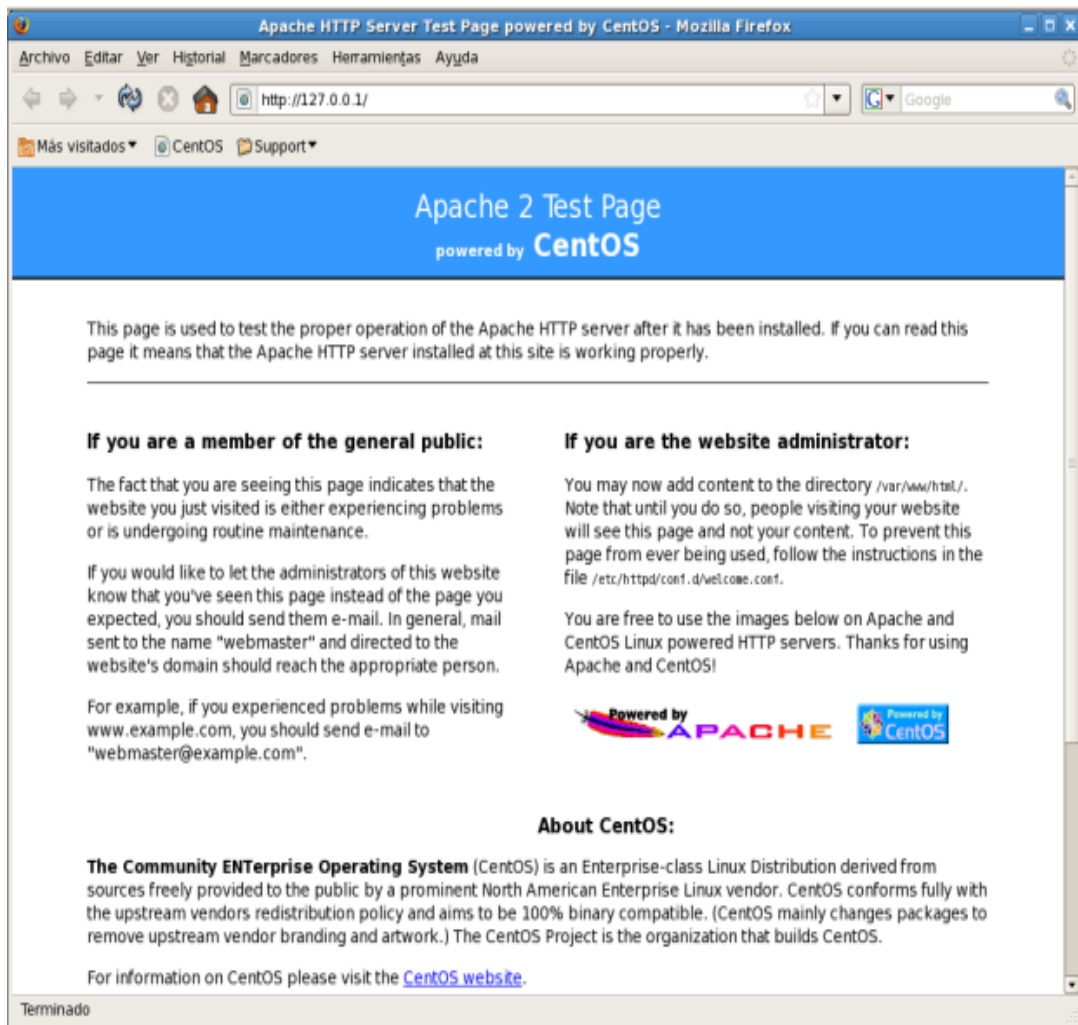 Apache HTTP Server Test Page powered by CentOS - Mozilla Firefox
Archivo Editar Ver Historial Marcadores Herramientas Ayuda
http://127.0.0.1/ Google
Más visitados CentOS Support
Apache 2 Test Page
powered by CentOS
This page is used to test the proper operation of the Apache HTTP server after it has been installed. If you can read this
page it means that the Apache HTTP server installed at this site is working properly.
If you are a member of the general public:
The fact that you are seeing this page indicates that the
website you just visited is either experiencing problems
or is undergoing routine maintenance.
If you would like to let the administrators of this website
know that you've seen this page instead of the page you
expected, you should send them e-mail. In general, mail
sent to the name "webmaster" and directed to the
website's domain should reach the appropriate person.
For example, if you experienced problems while visiting
www.example.com, you should send e-mail to
"webmaster@example.com".
If you are the website administrator:
You may now add content to the directory /var/www/html/.
Note that until you do so, people visiting your website
will see this page and not your content. To prevent this
page from ever being used, follow the instructions in the
file /etc/httpd/conf.d/welcome.conf.
You are free to use the images below on Apache and
CentOS Linux powered HTTP servers. Thanks for using
Apache and CentOS!
Powered by
APACHE
Powered by
CentOS
About CentOS:
The Community ENTerprise Operating System (CentOS) is an Enterprise-class Linux Distribution derived from
sources freely provided to the public by a prominent North American Enterprise Linux vendor. CentOS conforms fully with
the upstream vendors redistribution policy and aims to be 100% binary compatible. (CentOS mainly changes packages to
remove upstream vendor branding and artwork.) The CentOS Project is the organization that builds CentOS.
For information on CentOS please visit the CentOS website.
Terminado